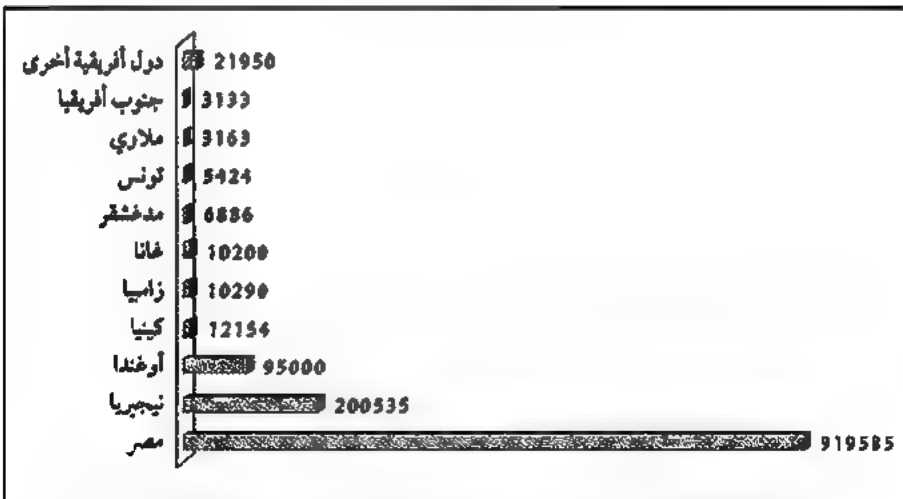 دول أفريقية أخرى 21950
جنوب أفريقيا 3133
ملاري 3163
تونس 5424
مدغشقر 6886
غانا 10200
زامبيا 10290
كينيا 12154
أوغندا 95000
نيجيريا 200535
مصر 919585